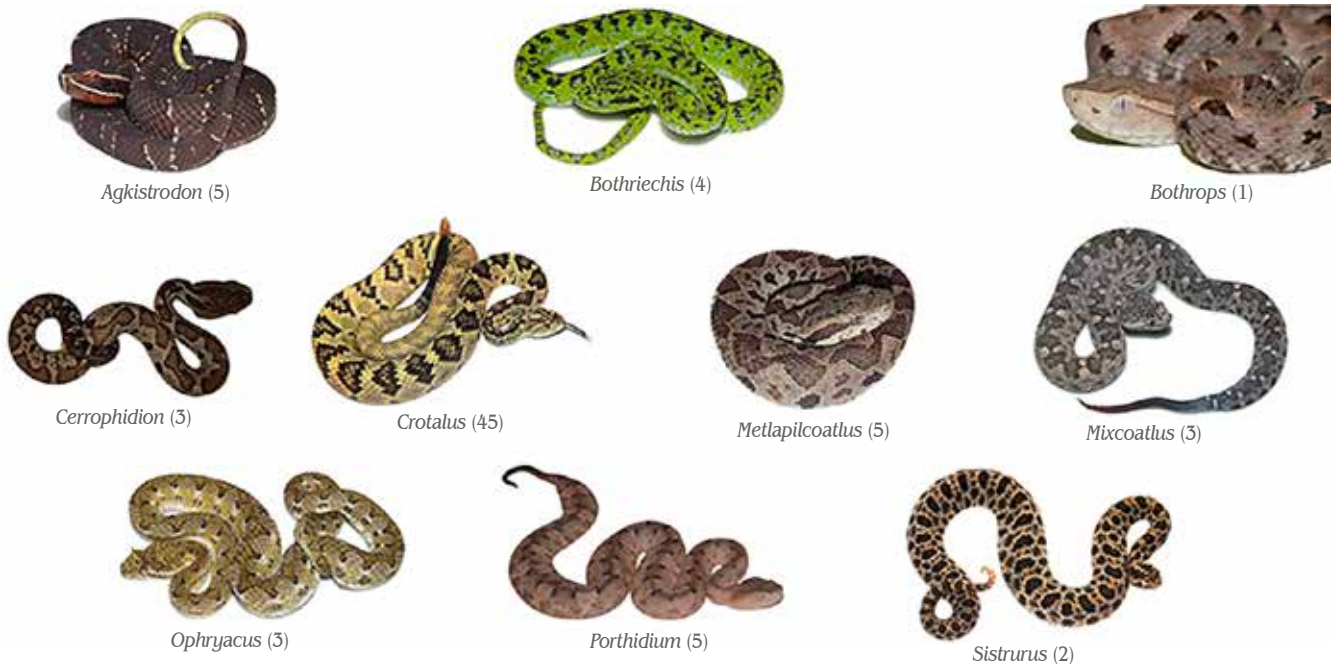 Agkistrodon (5)
Bothriechis (4)
Bothrops (1)
Cerrophidion (3)
Crotalus (45)
Metlapilcoatlus (5)
Mixcoatlus (3)
Ophryacus (3)
Porthidium (5)
Sistrurus (2)